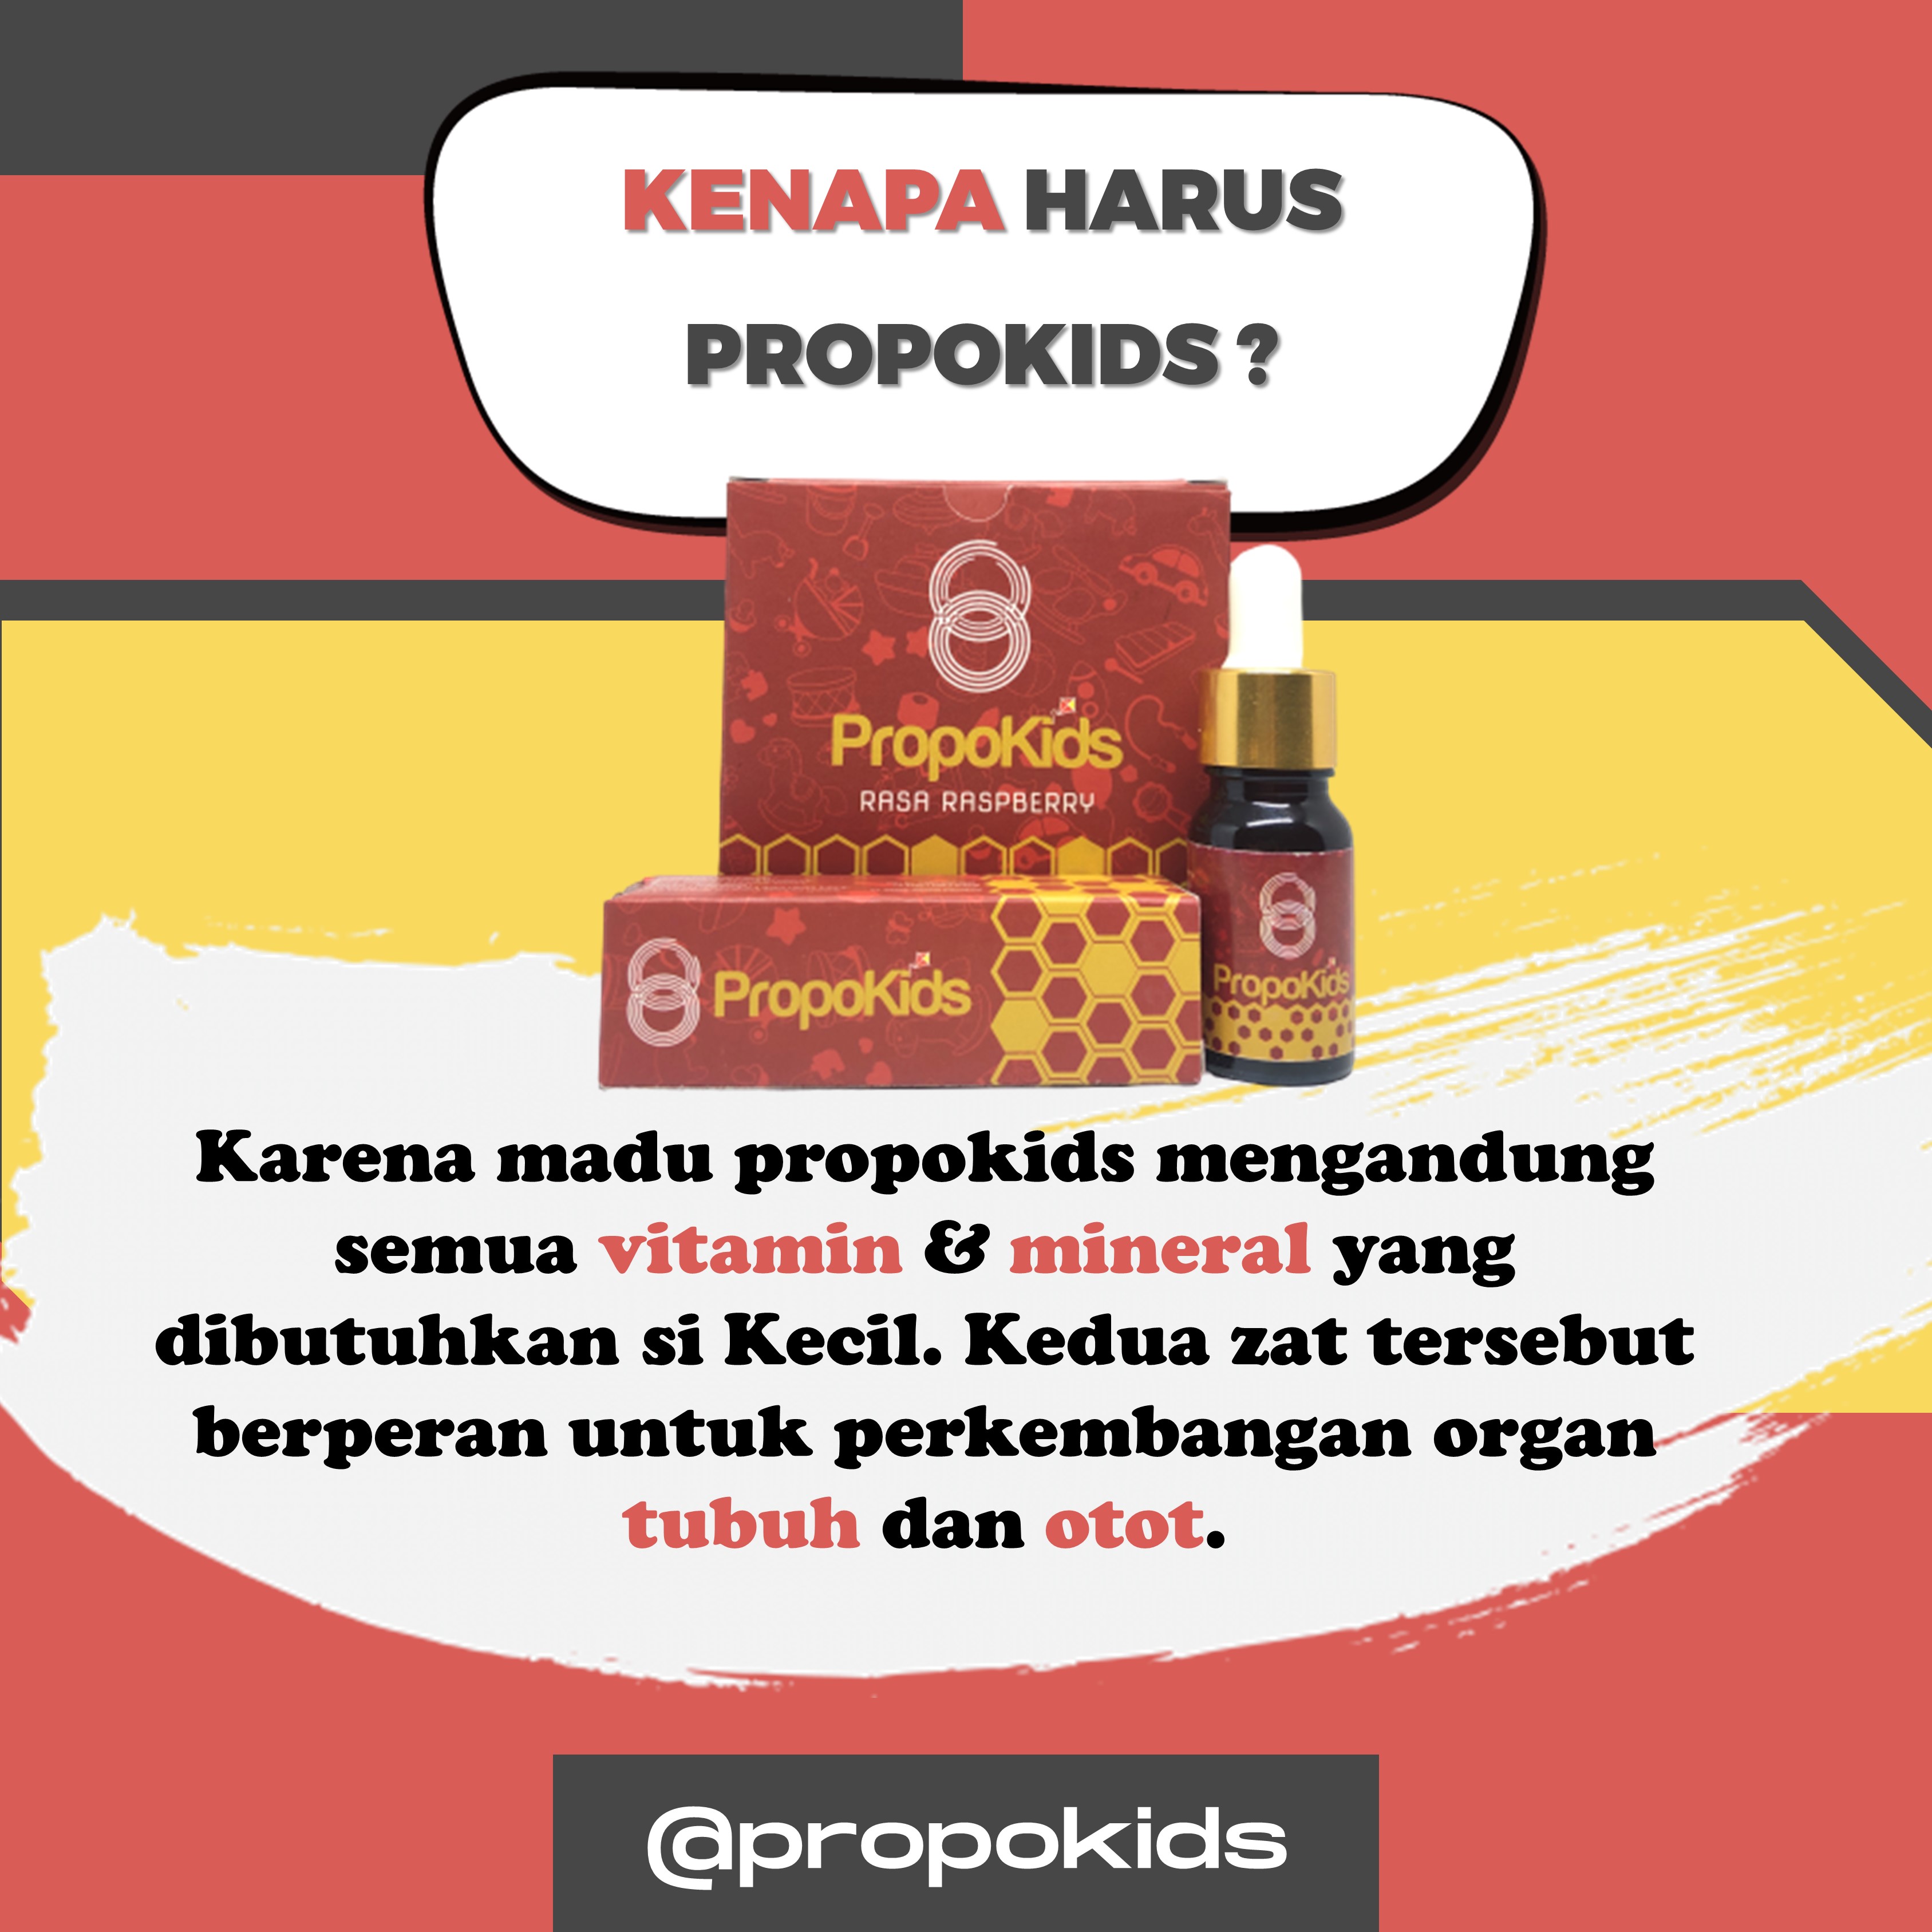 KENAPA HARUS
PROPOKIDS ?
PropoKids
RASA RASPBERRY
PropoKids
PropoKids
Karena madu propokids mengandung
semua vitamin & mineral yang
dibutuhkan si Kecil. Kedua zat tersebut
berperan untuk perkembangan organ
tubuh dan otot.
@propokids